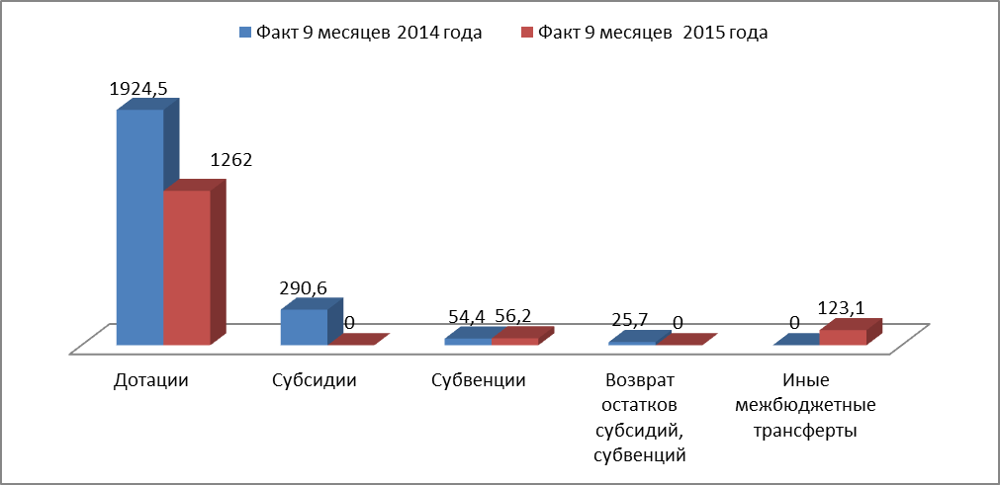 Факт 9 месяцев 2014 года Факт 9 месяцев 2015 года
1924,5
1262
290,6
0
54,4
56,2
25,7
0
0
123,1
Дотации
Субсидии
Субвенции
Возврат
остатков
субсидий,
субвенций
Иные
межбюджетные
трансферты